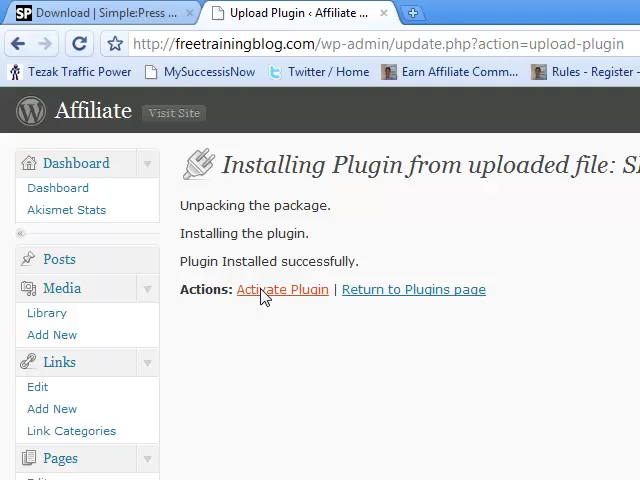 SP Download | Simple:Press ...
Upload Plugin ‹ Affiliate ...
http://freetrainingblog.com/wp-admin/update.php?action=upload-plugin
Tezak Traffic Power
MySuccessisNow
Twitter / Home
Earn Affiliate Comm...
Rules - Register -
Affiliate
Visit Site
Dashboard
Dashboard
Akismet Stats
Posts
Media
Library
Add New
Links
Edit
Add New
Link Categories
Pages
Installing Plugin from uploaded file:
Unpacking the package.
Installing the plugin.
Plugin Installed successfully.
Actions: Activate Plugin | Return to Plugins page